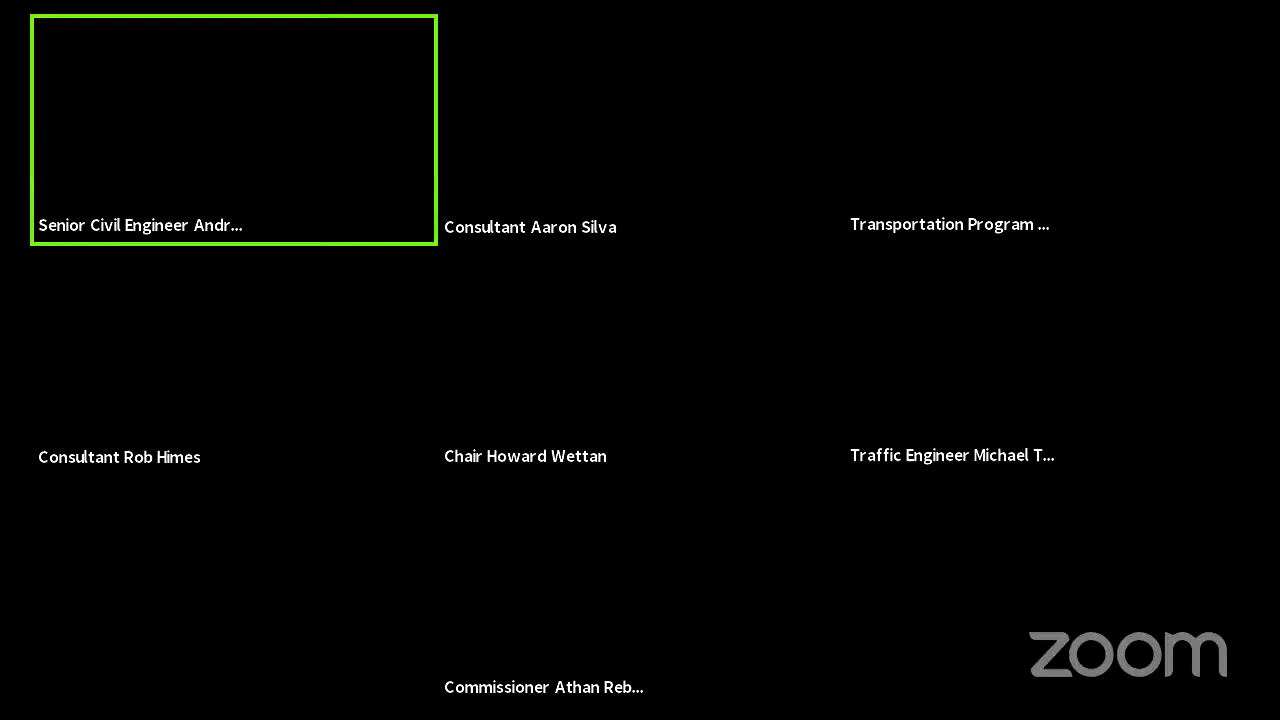 Senior Civil Engineer Andr...
Consultant Aaron Silva
Transportation Program ...
Consultant Rob Himes
Chair Howard Wettan
Traffic Engineer Michael T...
Commissioner Athan Reb...
zoom